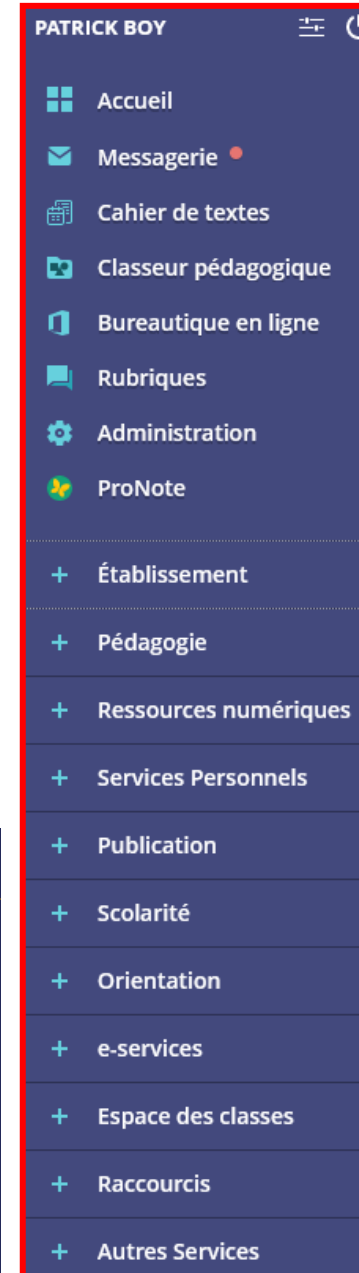 PATRICK BOY
Accueil
Messagerie
Cahier de textes
Classeur pédagogique
Bureautique en ligne
Rubriques
Administration
ProNote
+ Établissement
+ Pédagogie
+ Ressources numériques
+ Services Personnels
+ Publication
+ Scolarité
+ Orientation
+ e-services
+ Espace des classes
+ Raccourcis
+ Autres Services